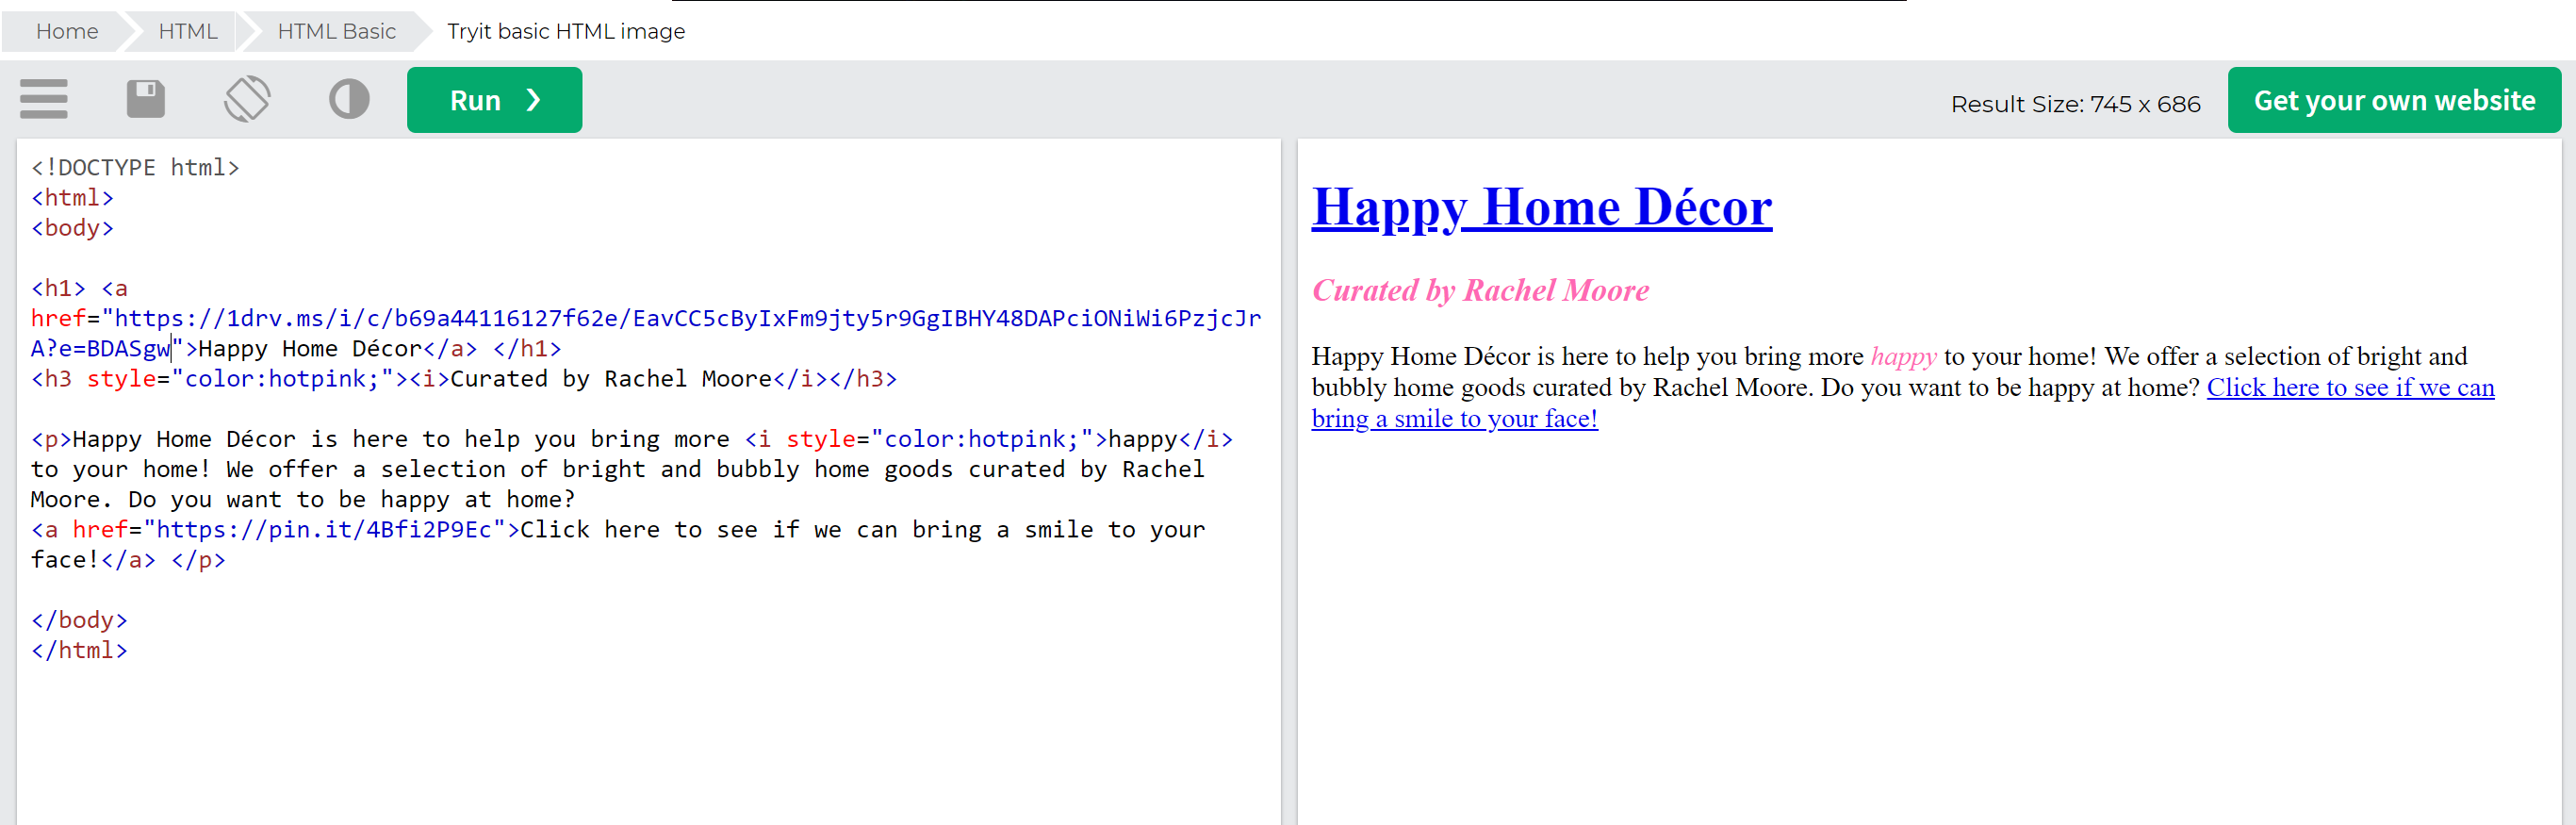 Home HTML HTML Basic Tryit basic HTML image
Run ❯
Result Size: 745 x 686
Get your own website
<!DOCTYPE html>
<html>
<body>
<h1> <a
href="https://1drv.ms/i/c/b69a44116127f62e/EavCC5cByIxFm9jty5r9GgIBHY48DAPciONiWi6PzjcJr
A?e=BDASgw">Happy Home Décor</a> </h1>
<h3 style="color:hotpink;"><i>Curated by Rachel Moore</i></h3>
<p>Happy Home Décor is here to help you bring more <i style="color:hotpink;">happy</i>
to your home! We offer a selection of bright and bubbly home goods curated by Rachel
Moore. Do you want to be happy at home?
<a href="https://pin.it/4Bfi2P9Ec">Click here to see if we can bring a smile to your
face!</a> </p>
</body>
</html>
Happy Home Décor
Curated by Rachel Moore
Happy Home Décor is here to help you bring more happy to your home! We offer a selection of bright and
bubbly home goods curated by Rachel Moore. Do you want to be happy at home? Click here to see if we can
bring a smile to your face!